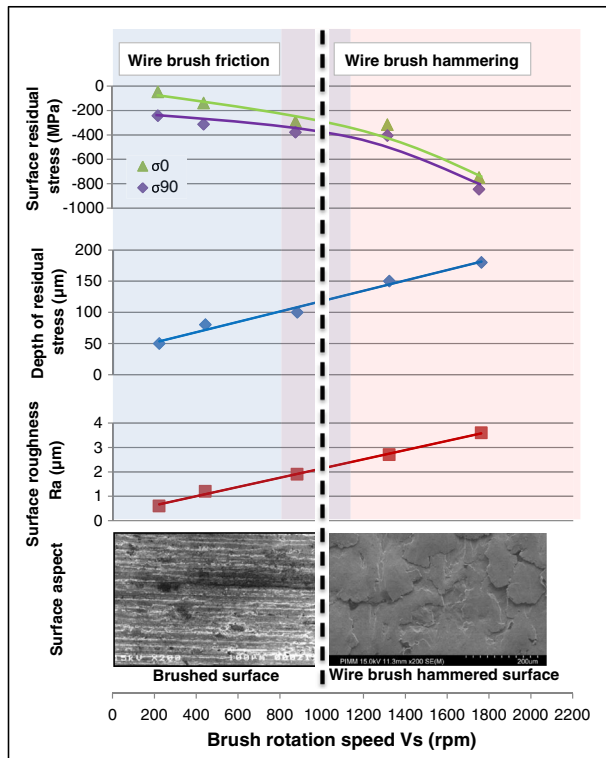 Wire brush friction
Wire brush hammering
Surface residual
stress (MPa)
0
-200
-400
-600
-800
-1000
σ0
σ90
Depth of residual
stress (µm)
200
150
100
50
0
Surface roughness
Ra (µm)
4
3
2
1
0
Surface aspect
PIMM 15.0kV 11.3mm x200 SE(M)
200um
Brushed surface
Wire brush hammered surface
0 200 400 600 800 1000 1200 1400 1600 1800 2000 2200
Brush rotation speed Vs (rpm)